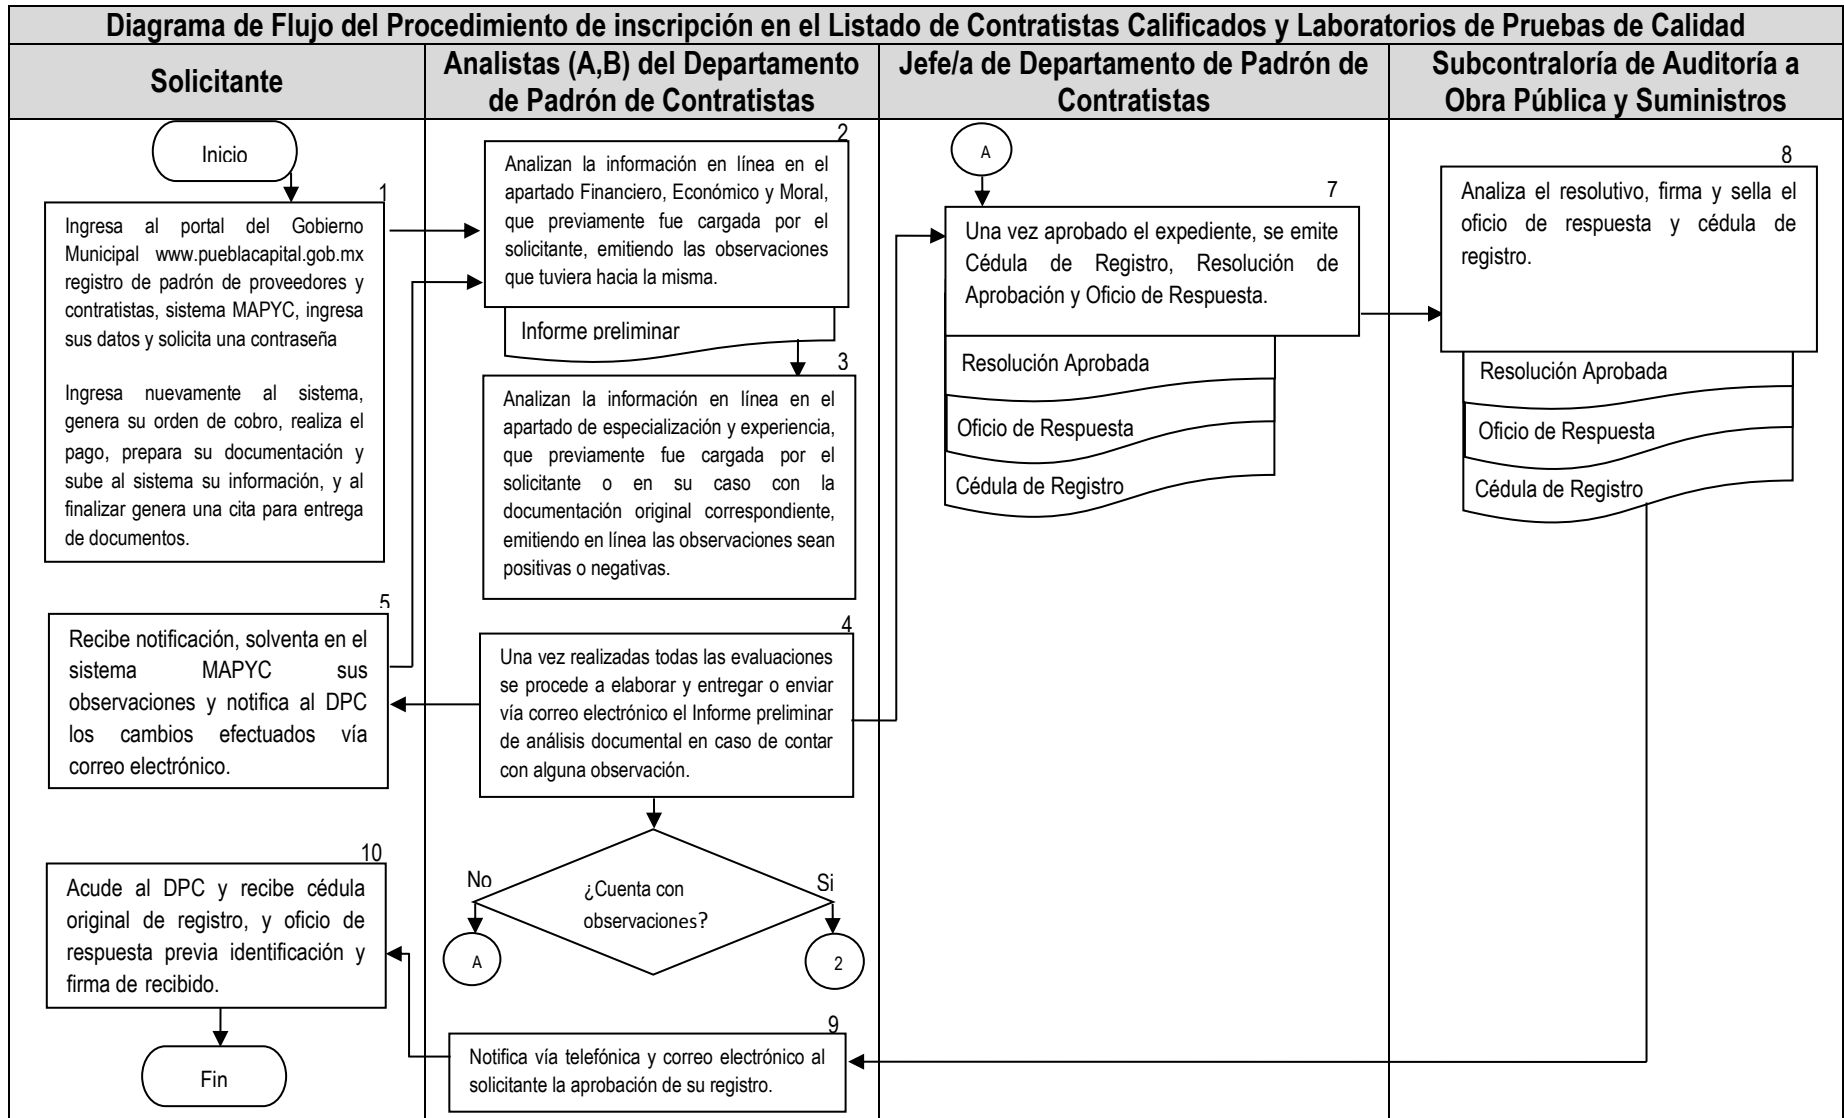 Diagrama de Flujo del Procedimiento de inscripción en el Listado de Contratistas Calificados y Laboratorios de Pruebas de Calidad
Solicitante
Analistas (A,B) del Departamento
de Padrón de Contratistas
Jefe/a de Departamento de Padrón de
Contratistas
Subcontraloría de Auditoría a
Obra Pública y Suministros
Inicio
1
Ingresa al portal del Gobierno
Municipal www.pueblacapital.gob.mx
registro de padrón de proveedores y
contratistas, sistema MAPYC, ingresa
sus datos y solicita una contraseña
Ingresa nuevamente al sistema,
genera su orden de cobro, realiza el
pago, prepara su documentación y
sube al sistema su información, y al
finalizar genera una cita para entrega
de documentos.
5
Recibe notificación, solventa en el
sistema MAPYC sus
observaciones y notifica al DPC
los cambios efectuados vía
correo electrónico.
10
Acude al DPC y recibe cédula
original de registro, y oficio de
respuesta previa identificación y
firma de recibido.
Fin
2
Analizan la información en línea en el
apartado Financiero, Económico y Moral,
que previamente fue cargada por el
solicitante, emitiendo las observaciones
que tuviera hacia la misma.
Informe preliminar
3
Analizan la información en línea en el
apartado de especialización y experiencia,
que previamente fue cargada por el
solicitante o en su caso con la
documentación original correspondiente,
emitiendo en línea las observaciones sean
positivas o negativas.
4
Una vez realizadas todas las evaluaciones
se procede a elaborar y entregar o enviar
vía correo electrónico el Informe preliminar
de análisis documental en caso de contar
con alguna observación.
No
¿Cuenta con
observaciones?
Si
A
2
9
Notifica vía telefónica y correo electrónico al
solicitante la aprobación de su registro.
A
7
Una vez aprobado el expediente, se emite
Cédula de Registro, Resolución de
Aprobación y Oficio de Respuesta.
Resolución Aprobada
Oficio de Respuesta
Cédula de Registro
8
Analiza el resolutivo, firma y sella el
oficio de respuesta y cédula de
registro.
Resolución Aprobada
Oficio de Respuesta
Cédula de Registro